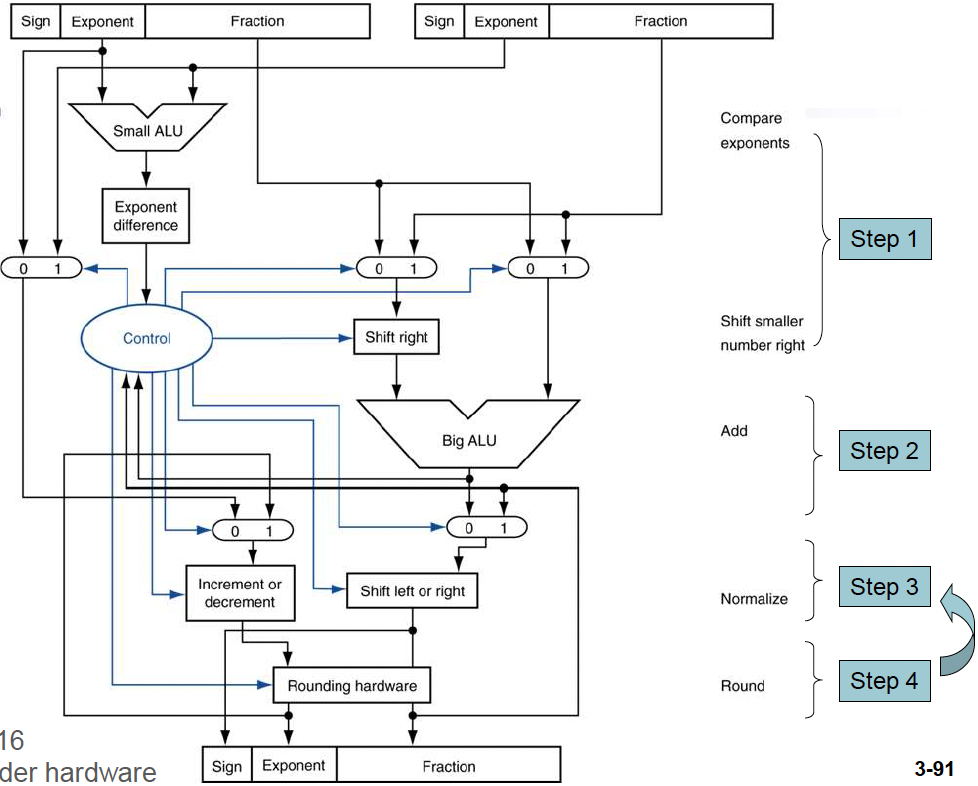 Sign Exponent Fraction
Sign Exponent Fraction
Small ALU
Compare
exponents
Exponent
difference
Step 1
0 1
0 1
0 1
Control
Shift right
Shift smaller
number right
Big ALU
Add
Step 2
0 1
0 1
Increment or
decrement
Shift left or right
Normalize
Step 3
Rounding hardware
Round
Step 4
16
der hardware
Sign Exponent Fraction
3-91